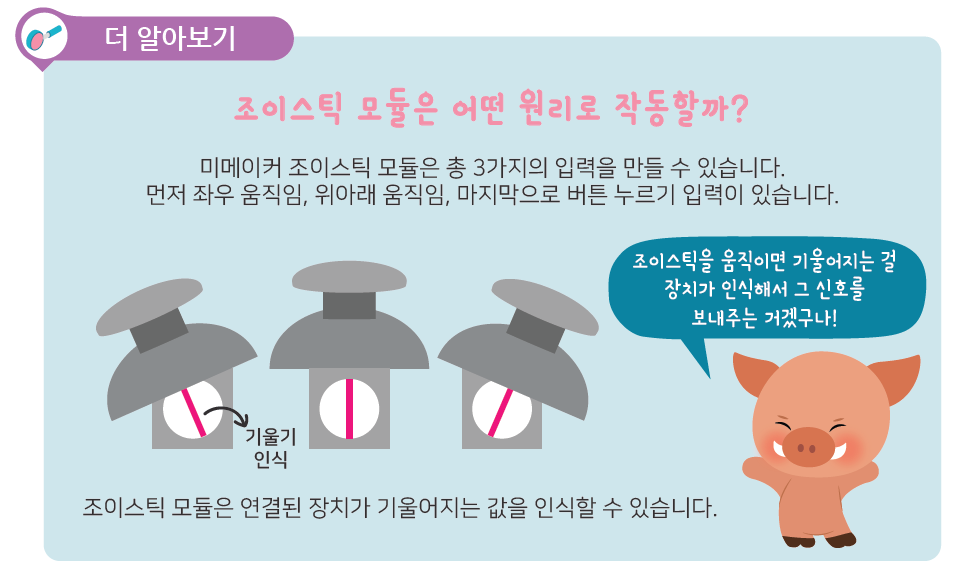 더 알아보기
조이스틱 모듈은 어떤 원리로 작동할까?
미메이커 조이스틱 모듈은 총 3가지의 입력을 만들 수 있습니다.
먼저 좌우 움직임, 위아래 움직임, 마지막으로 버튼 누르기 입력이 있습니다.
조이스틱을 움직이면 기울어지는 걸
장치가 인식해서 그 신호를
보내주는 거겠구나!
기울기
인식
조이스틱 모듈은 연결된 장치가 기울어지는 값을 인식할 수 있습니다.